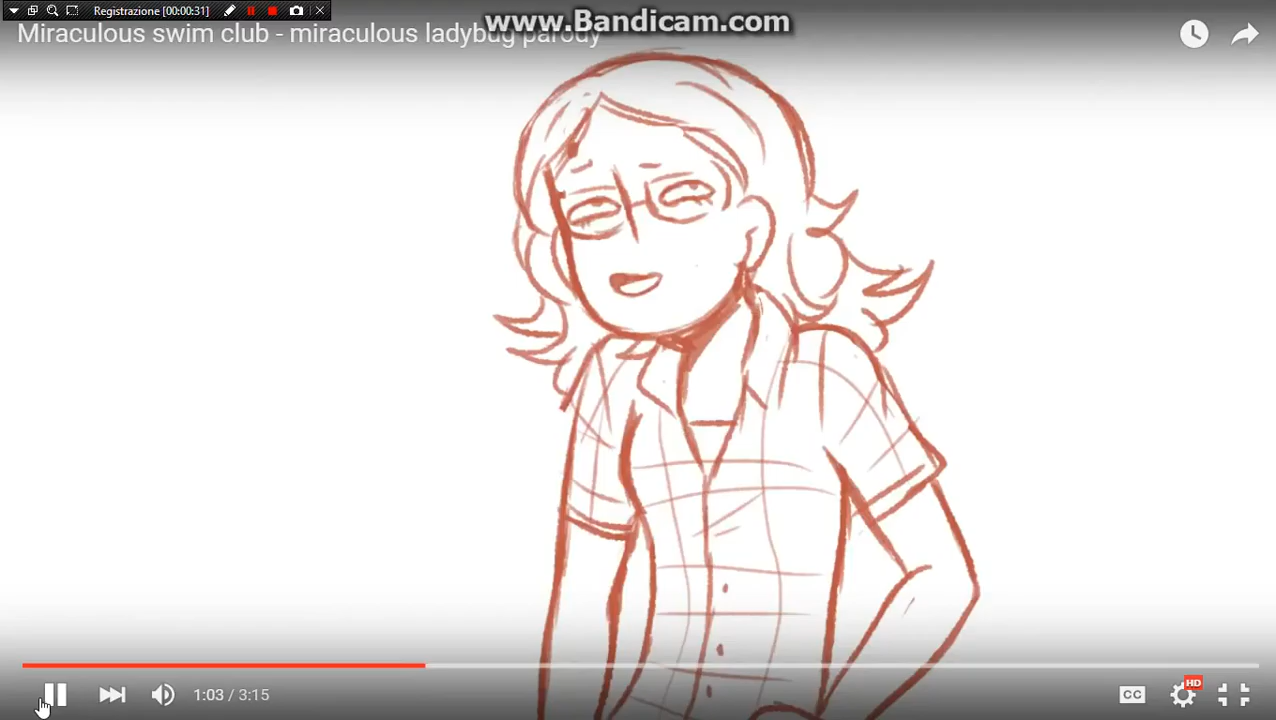 Registrazione [00:00:31]
www.Bandicam.com
Miraculous swim club - miraculous ladybug parody
1:03 / 3:15
CC
HD